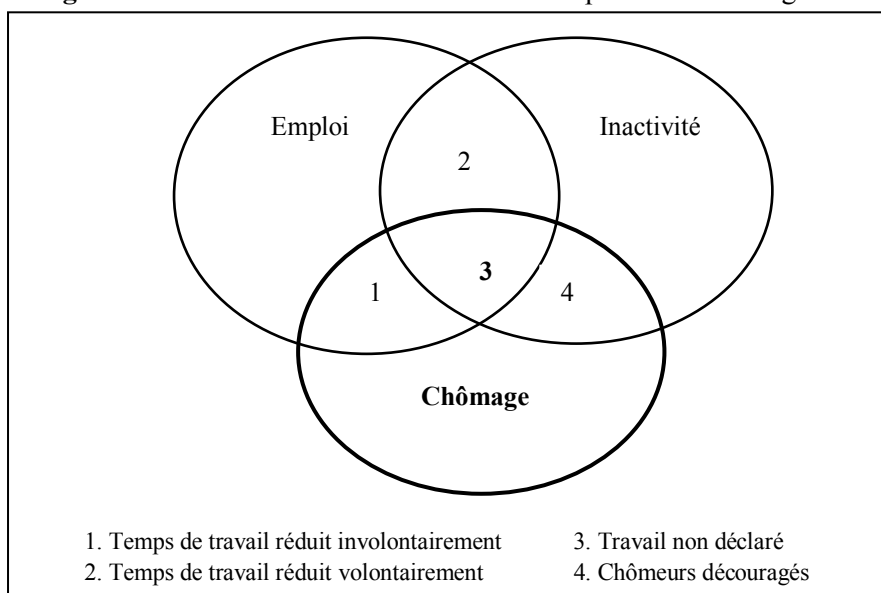 Emploi
Inactivité
2
3
1
4
Chômage
1. Temps de travail réduit involontairement
3. Travail non déclaré
2. Temps de travail réduit volontairement
4. Chômeurs découragés